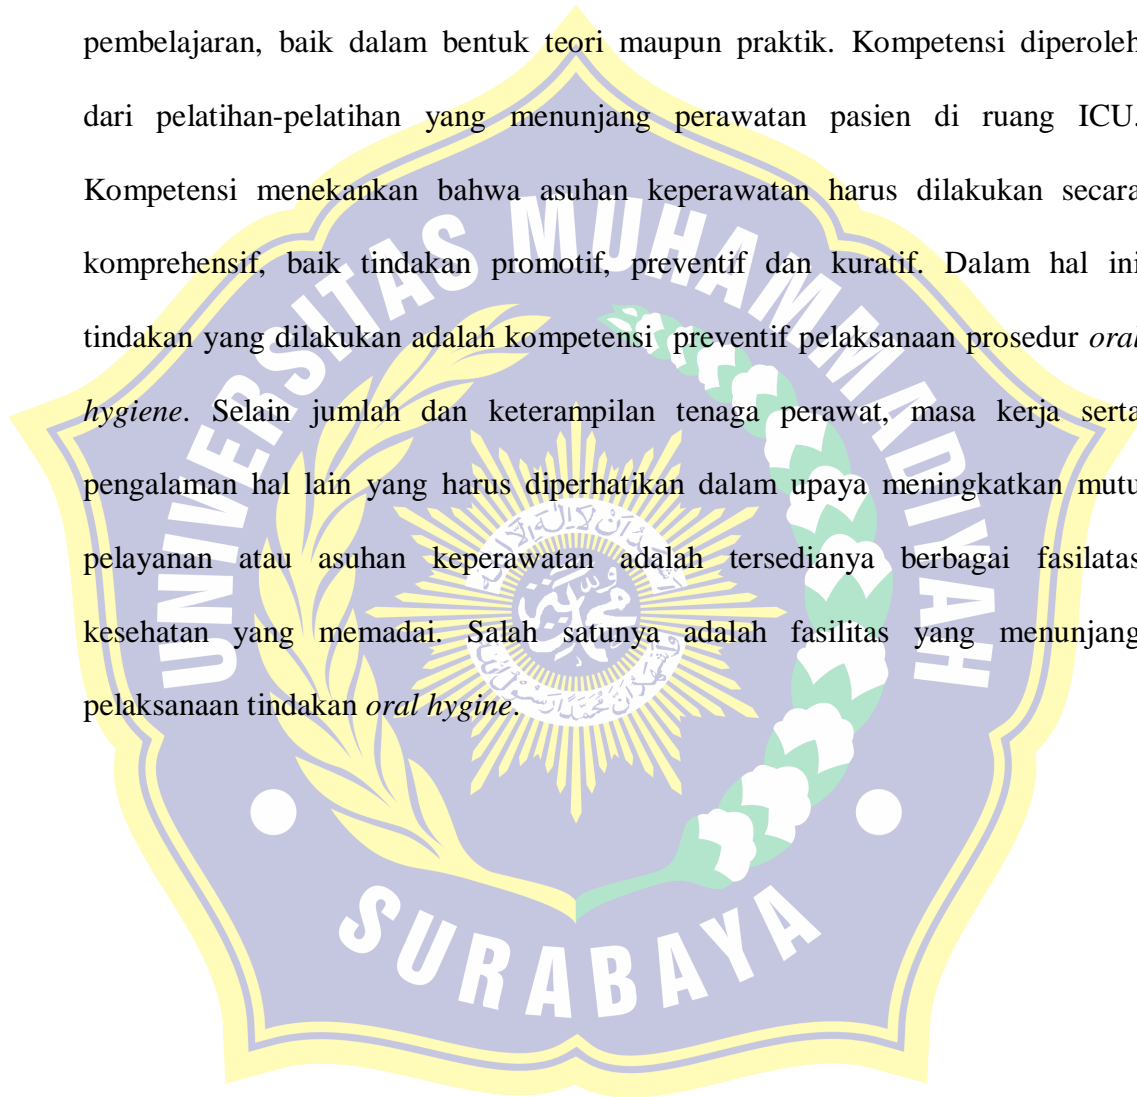 pembelajaran, baik dalam bentuk teori maupun praktik. Kompetensi diperoleh
dari pelatihan-pelatihan yang menunjang perawatan pasien di ruang ICU.
Kompetensi menekankan bahwa asuhan keperawatan harus dilakukan secara
komprehensif, baik tindakan promotif, preventif dan kuratif. Dalam hal ini
tindakan yang dilakukan adalah kompetensi preventif pelaksanaan prosedur oral
hygiene. Selain jumlah dan keterampilan tenaga perawat, masa kerja serta
pengalaman hal lain yang harus diperhatikan dalam upaya meningkatkan mutu
pelayanan atau asuhan keperawatan adalah tersedianya berbagai fasilatas
kesehatan yang memadai. Salah satunya adalah fasilitas yang menunjang
pelaksanaan tindakan oral hygine.
UNIVERSITAS MUHAMMADIYAH
SURABAYA